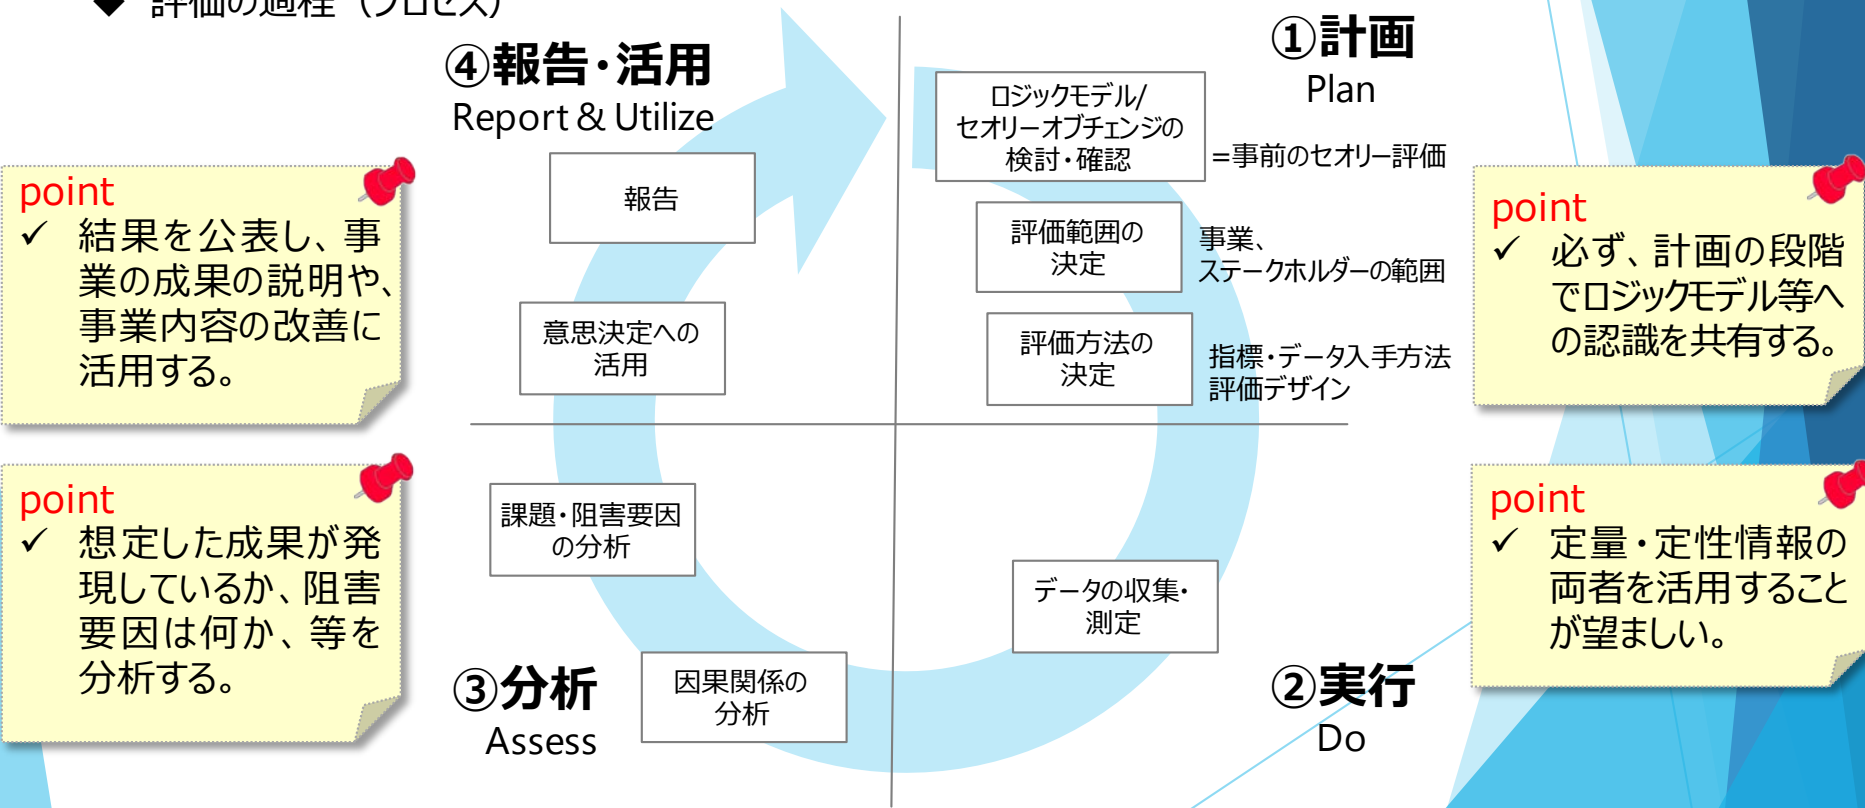 ◆ 評価の過程（プロセス）
①計画
Plan
ロジックモデル/
セオリーオブチェンジの
検討・確認
=事前のセオリー評価
評価範囲の
決定
事業、
ステークホルダーの範囲
評価方法の
決定
指標・データ入手方法
評価デザイン
point
✓ 必ず、計画の段階
でロジックモデル等へ
の認識を共有する。
②実行
Do
データの収集・
測定
point
✓ 定量・定性情報の
両者を活用すること
が望ましい。
③分析
Assess
因果関係の
分析
課題・阻害要因
の分析
point
✓ 想定した成果が発
現しているか、阻害
要因は何か、等を
分析する。
④報告・活用
Report & Utilize
報告
意思決定への
活用
point
✓ 結果を公表し、事
業の成果の説明や、
事業内容の改善に
活用する。